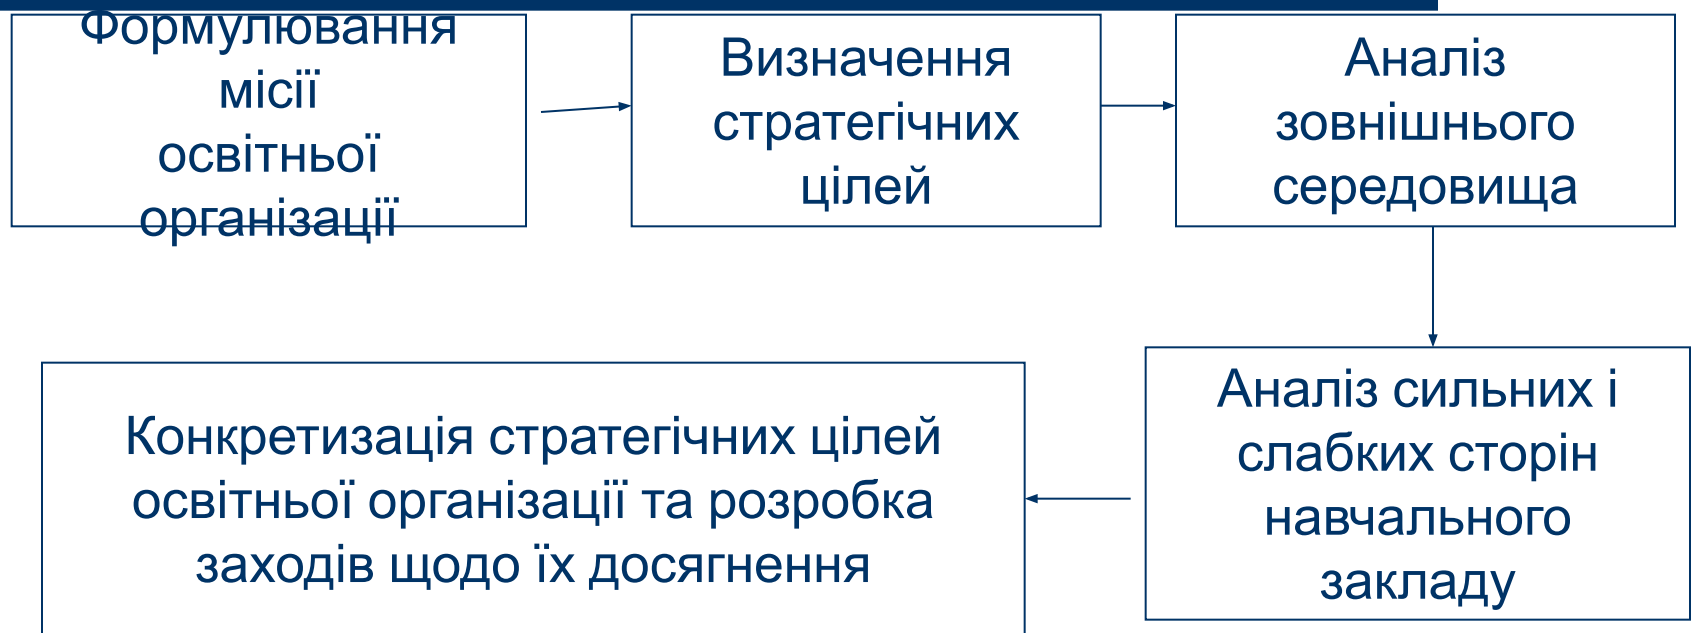 Формулювання
місії
освітньої
організації
Визначення
стратегічних
цілей
Аналіз
зовнішнього
середовища
Аналіз сильних і
слабких сторін
навчального
закладу
Конкретизація стратегічних цілей
освітньої організації та розробка
заходів щодо їх досягнення